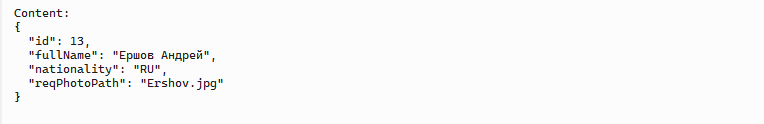 Content:
{
  "id": 13,
  "fullName": "Ершов Андрей",
  "nationality": "RU",
  "reqPhotoPath": "Ershov.jpg"
}